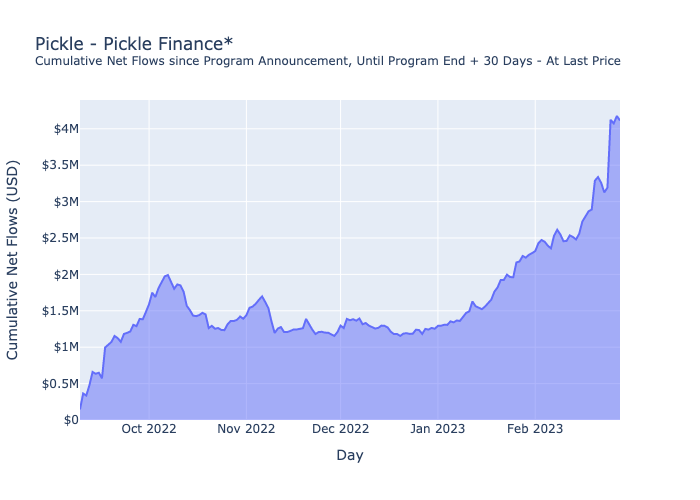 Pickle - Pickle Finance*
Cumulative Net Flows since Program Announcement, Until Program End + 30 Days - At Last Price
Cumulative Net Flows (USD)
$4M
$3.5M
$3M
$2.5M
$2M
$1.5M
$1M
$0.5M
$0
Oct 2022
Nov 2022
Dec 2022
Jan 2023
Feb 2023
Day